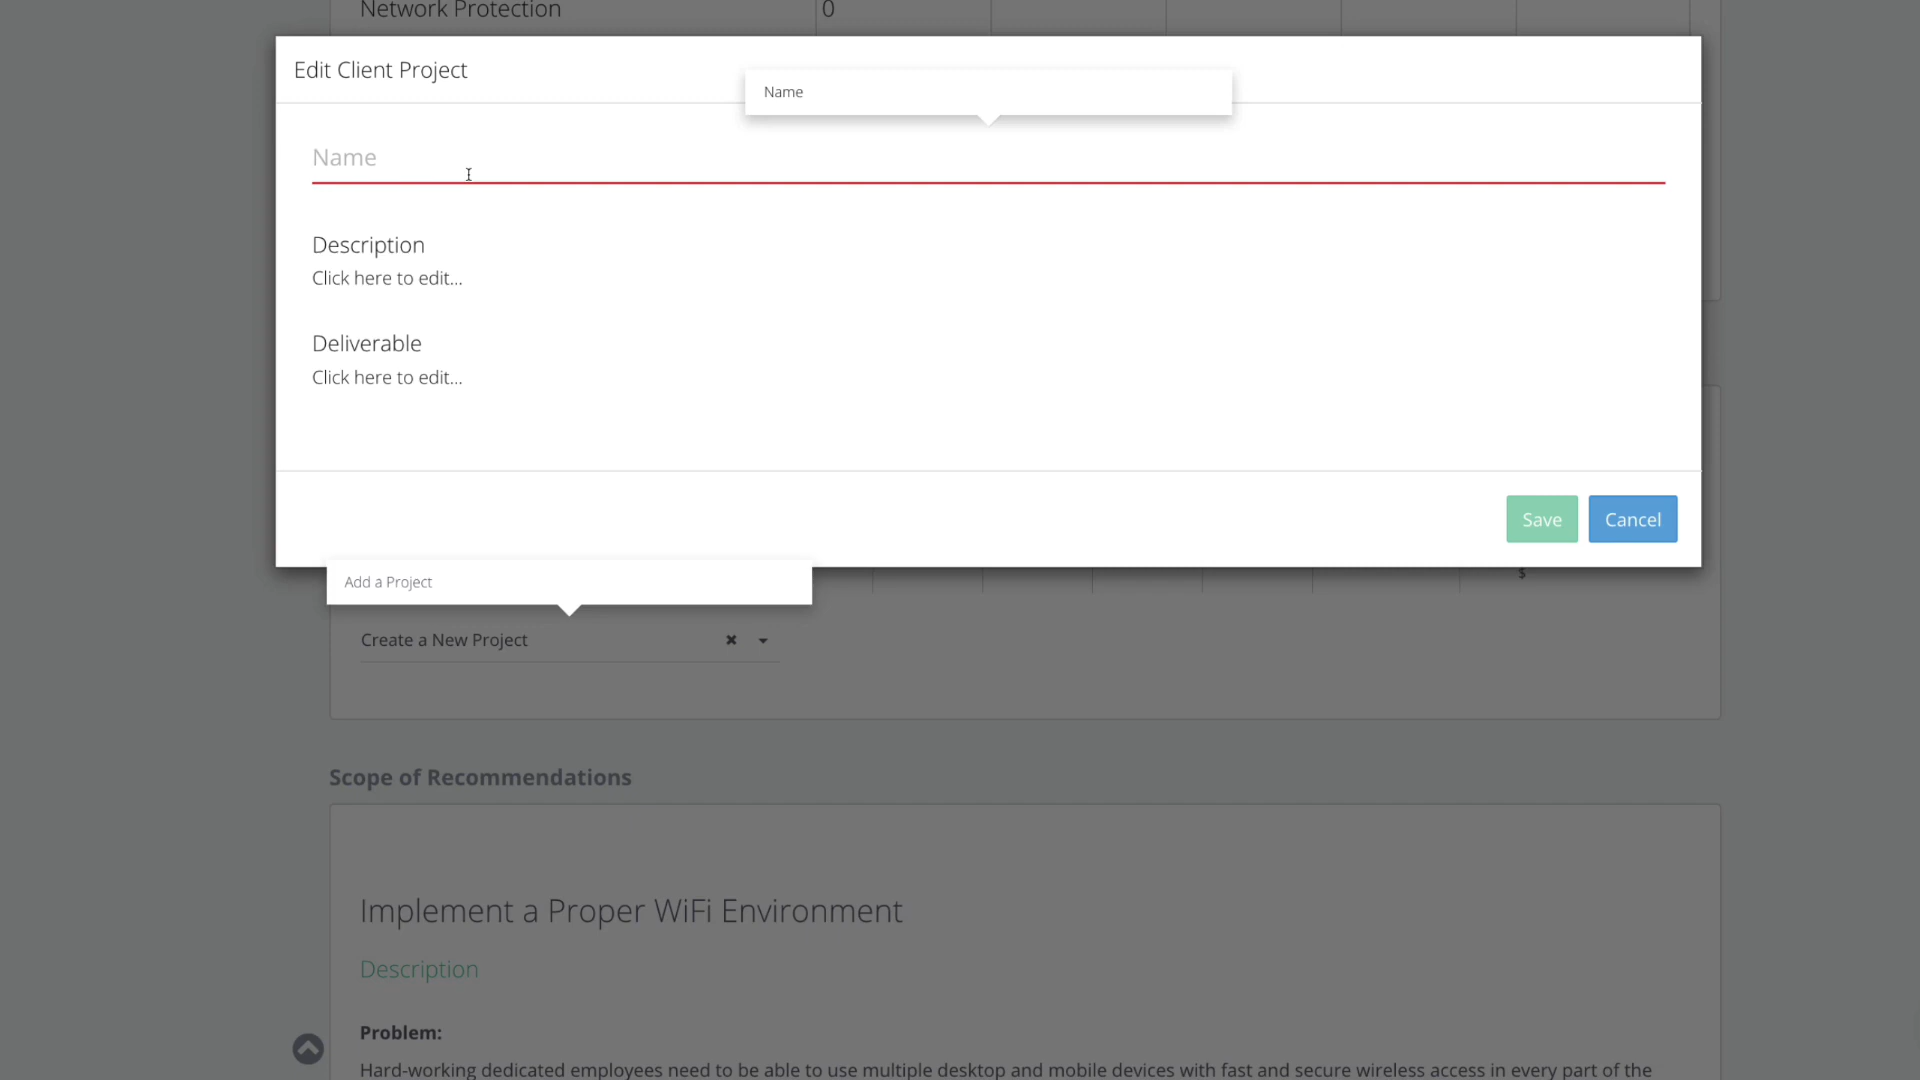 Network Protection 0
Edit Client Project
Name
Name
Description
Click here to edit...
Deliverable
Click here to edit...
Save Cancel
Add a Project
$
Create a New Project
Scope of Recommendations
Implement a Proper WiFi Environment
Description
Problem:
Hard-working dedicated employees need to be able to use multiple desktop and mobile devices with fast and secure wireless access in every part of the